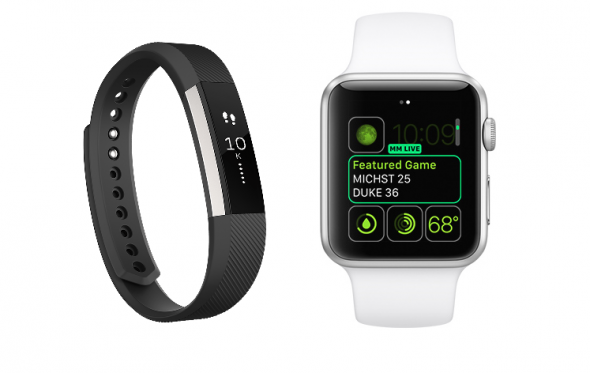 10
K
10:09
MM LIVE
Featured Game
MICHST 25
DUKE 36
68°